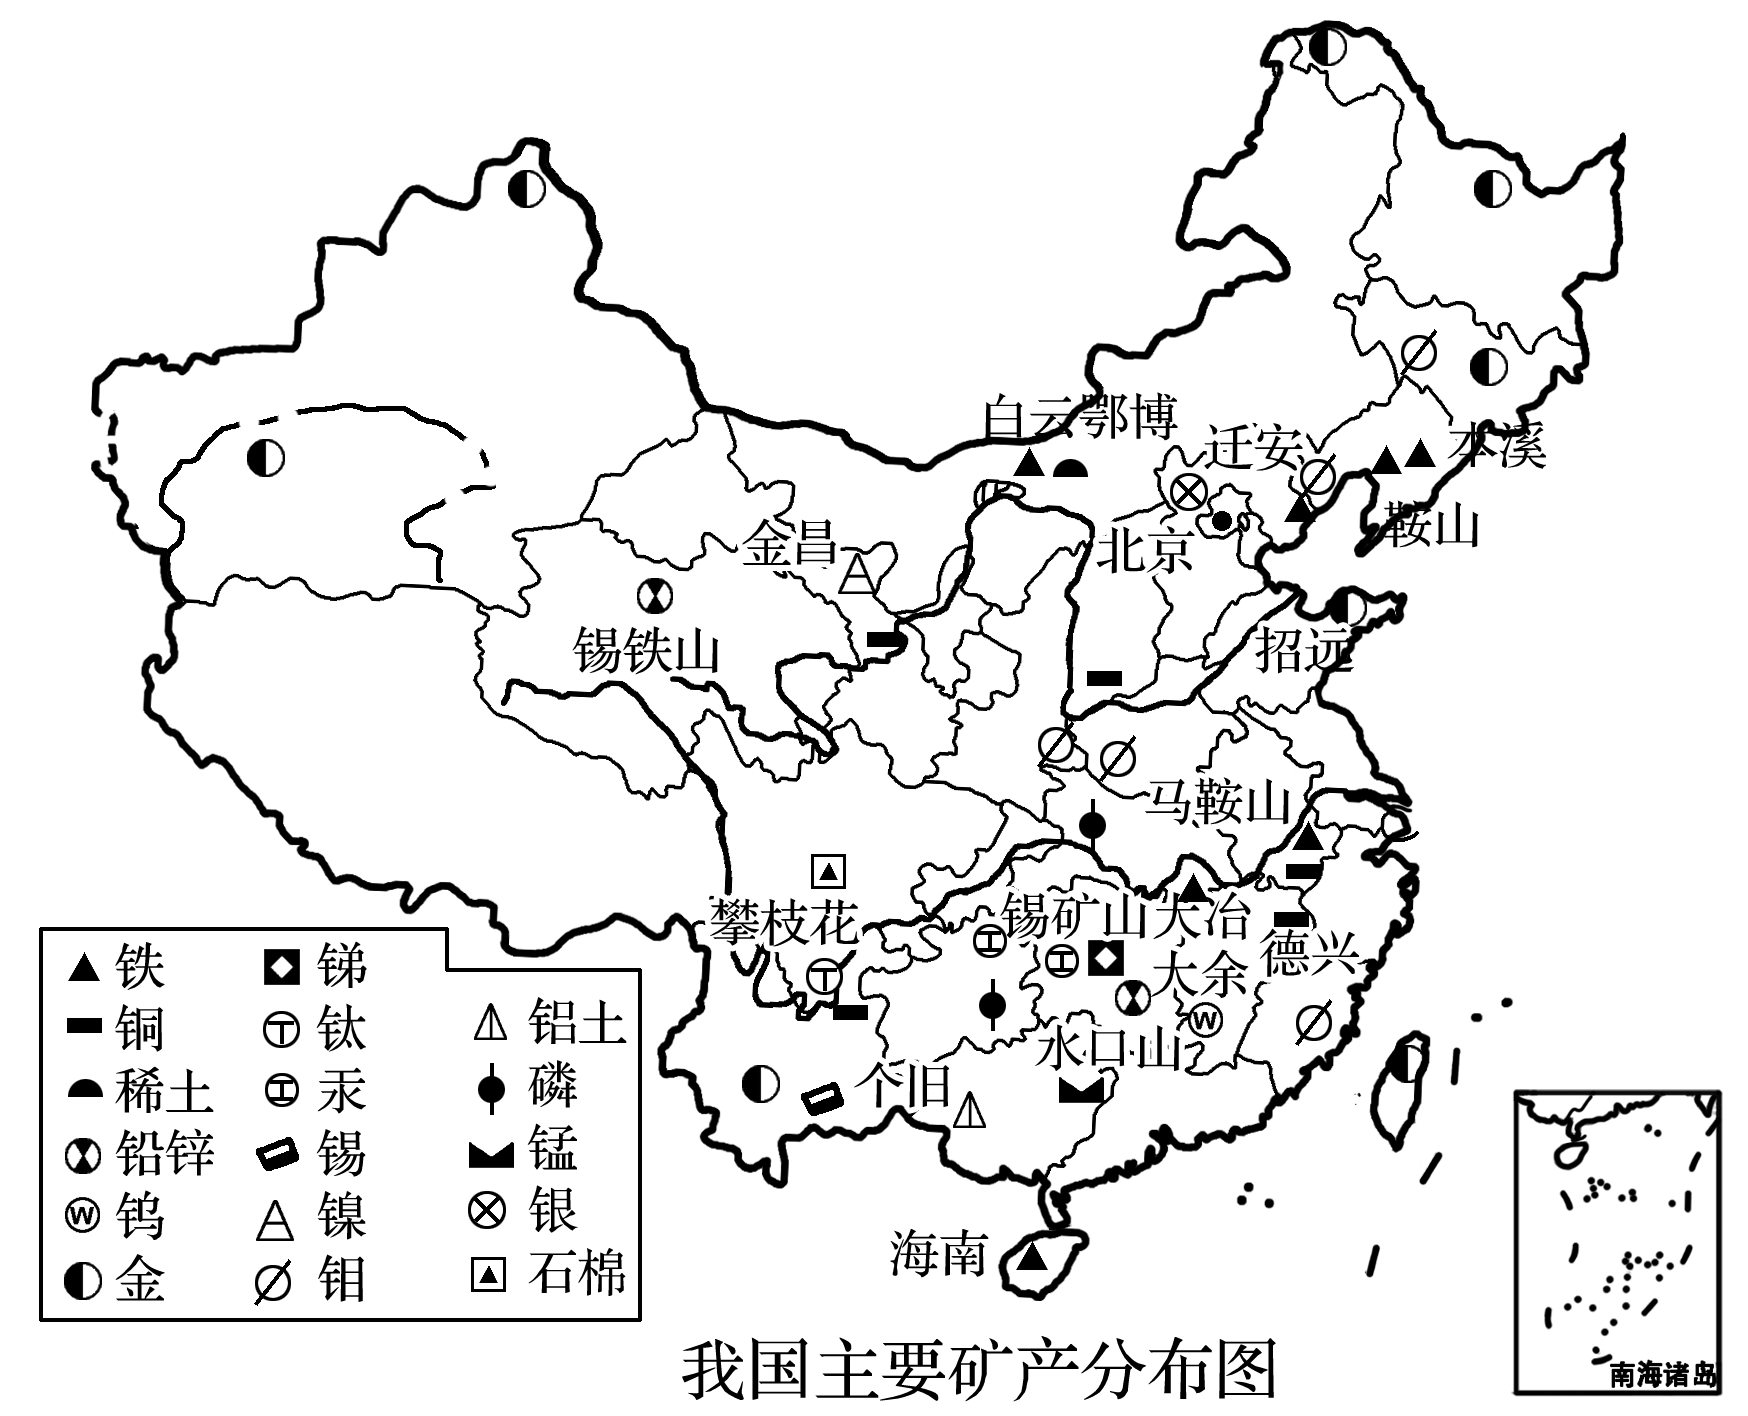 白云鄂博
迁安
本溪
鞍山
金昌
北京
锡铁山
招远
马鞍山
攀枝花
锡矿山
大冶
德兴
大余
水口山
个旧
海南
铁
锑
铜
钛
铝土
稀土
汞
磷
铅锌
锡
锰
W
钨
镍
银
金
钼
石棉
W
南海诸岛
我国主要矿产分布图